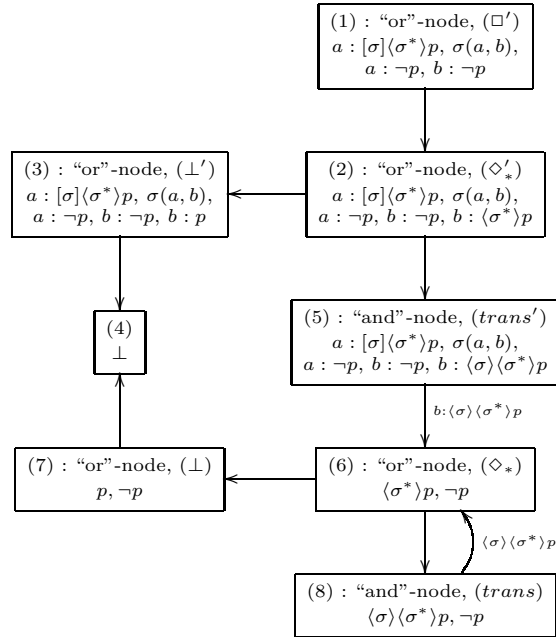 (1) : “or”-node, (□′)
a : [σ]⟨σ*⟩p, σ(a, b),
a : ¬p, b : ¬p
(3) : “or”-node, (⊥′)
a : [σ]⟨σ*⟩p, σ(a, b),
a : ¬p, b : ¬p, b : p
(2) : “or”-node, (◇′*)
a : [σ]⟨σ*⟩p, σ(a, b),
a : ¬p, b : ¬p, b : ⟨σ*⟩p
(4)
⊥
(5) : “and”-node, (trans′)
a : [σ]⟨σ*⟩p, σ(a, b),
a : ¬p, b : ¬p, b : ⟨σ⟩⟨σ*⟩p
b:⟨σ⟩⟨σ*⟩p
(7) : “or”-node, (⊥)
p, ¬p
(6) : “or”-node, (◇*)
⟨σ*⟩p, ¬p
⟨σ⟩⟨σ*⟩p
(8) : “and”-node, (trans)
⟨σ⟩⟨σ*⟩p, ¬p